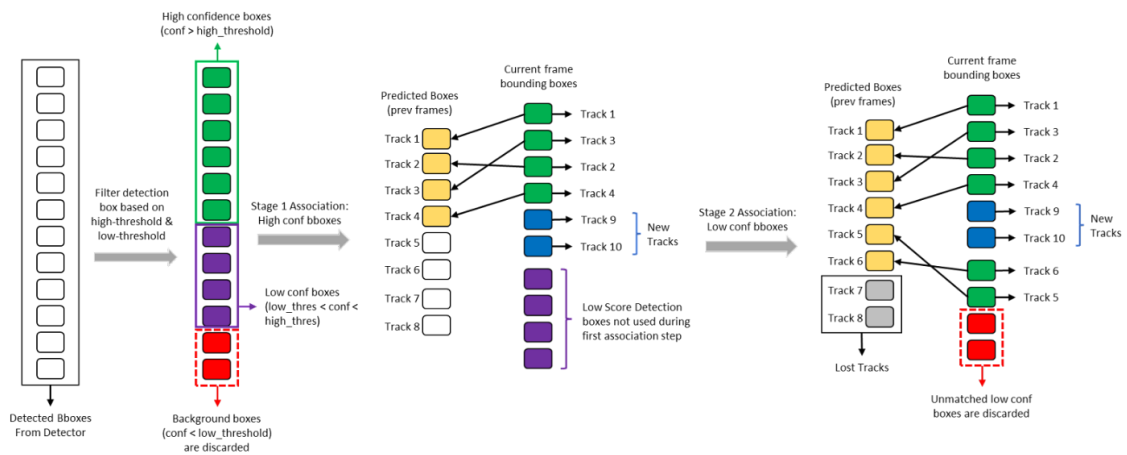 High confidence boxes
(conf > high_threshold)
Detected Bboxes
From Detector
Filter detection
box based on
high-threshold &
low-threshold
Low conf boxes
(low_thres < conf <
high_thres)
Background boxes
(conf < low_threshold)
are discarded
Stage 1 Association:
High conf bboxes
Predicted Boxes
(prev frames)
Track 1
Track 2
Track 3
Track 4
Track 5
Track 6
Track 7
Track 8
Current frame
bounding boxes
Track 1
Track 3
Track 2
Track 4
Track 9
Track 10
New
Tracks
Low Score Detection
boxes not used during
first association step
Stage 2 Association:
Low conf bboxes
Predicted Boxes
(prev frames)
Track 1
Track 2
Track 3
Track 4
Track 5
Track 6
Track 7
Track 8
Lost Tracks
Current frame
bounding boxes
Track 1
Track 3
Track 2
Track 4
Track 9
Track 10
New
Tracks
Track 6
Track 5
Unmatched low conf
boxes are discarded